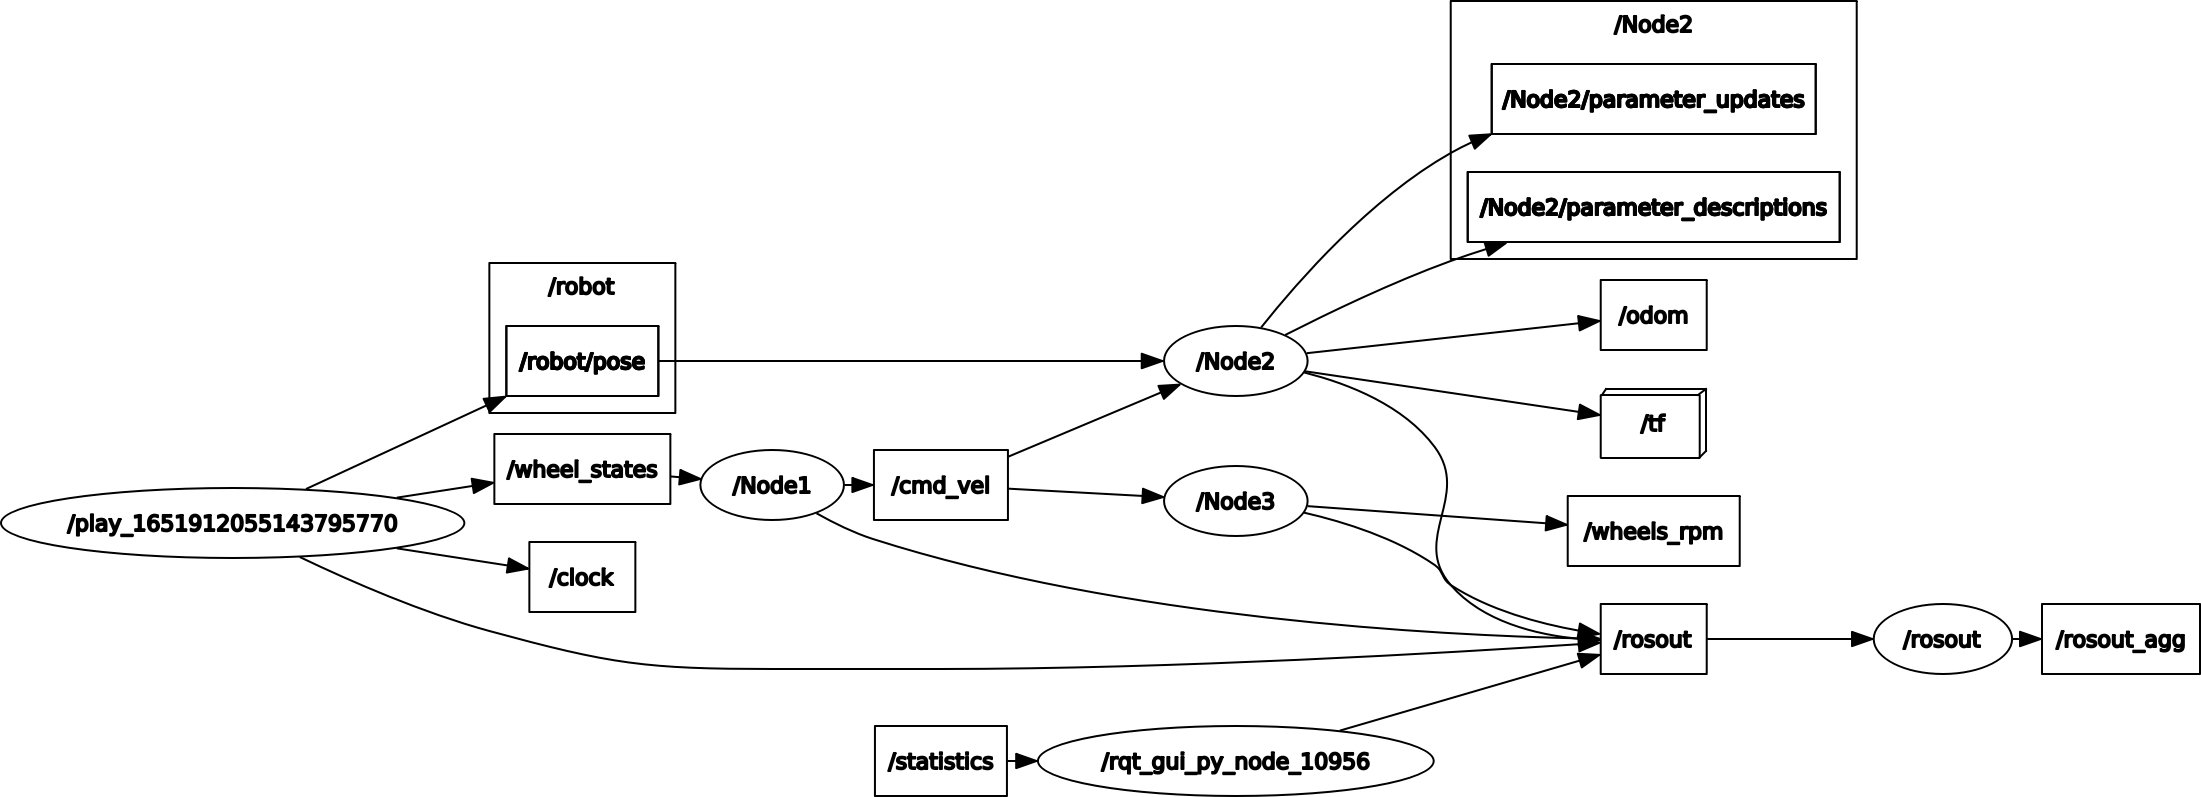 /Node2
/Node2/parameter_updates
/Node2/parameter_descriptions
/robot
/robot/pose
/Node2
/odom
/tf
/wheel_states
/Node1
/cmd_vel
/Node3
/play_1651912055143795770
/wheels_rpm
/clock
/rosout
/rosout
/rosout_agg
/statistics
/rqt_gui_py_node_10956